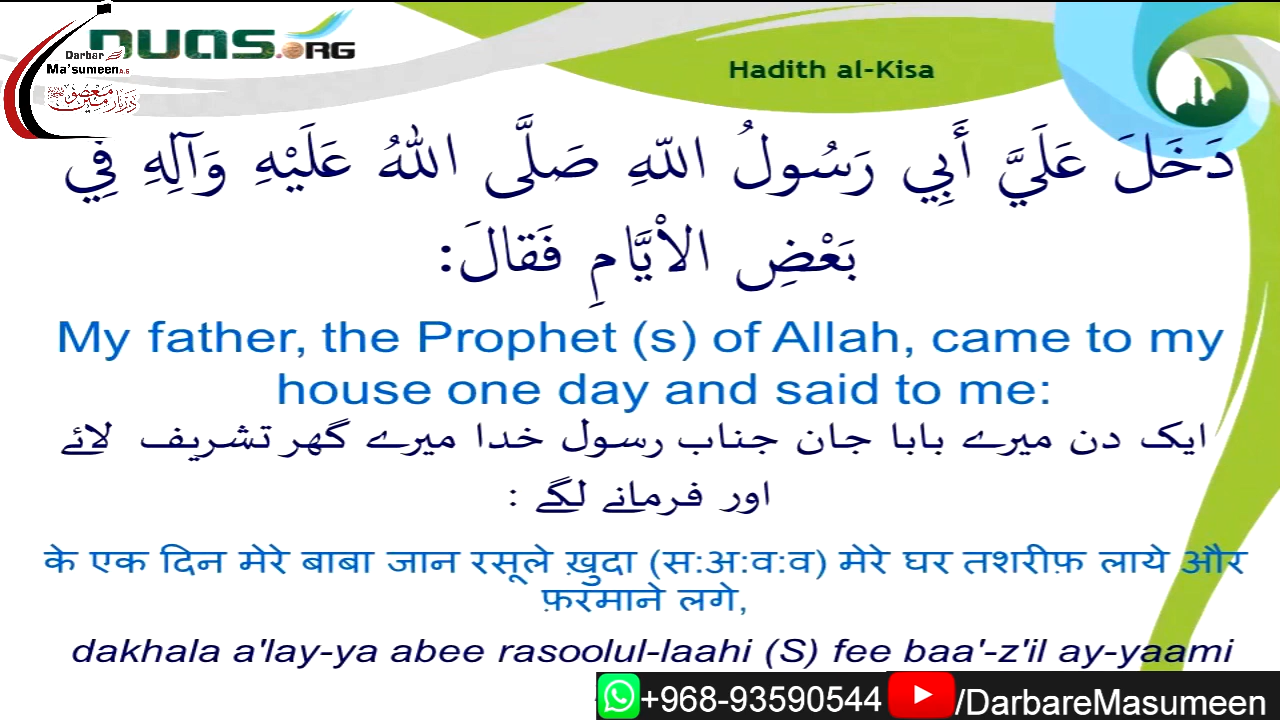 DUAS.ORG
Darbar
Ma'sumeen A.S
Hadith al-Kisa
دَخَلَ عَلَيَّ أَبِي رَسُولُ اللّهِ صَلَّى اللهُ عَلَيْهِ وَآلِهِ فِي
بَعْضِ الاْيَّامِ فَقالَ:
My father, the Prophet (s) of Allah, came to my
house one day and said to me:
ایک دن میرے بابا جان جناب رسول خدا میرے گھر تشریف لائے
اور فرمانے لگے :
के एक दिन मेरे बाबा जान रसूले ख़ुदा (स:अ:व:व) मेरे घर तशरीफ़ लाये और
फ़रमाने लगे,
dakhala a'lay-ya abee rasoolul-laahi (S) fee baa'-z'il ay-yaami
+968-93590544 /DarbareMasumeen